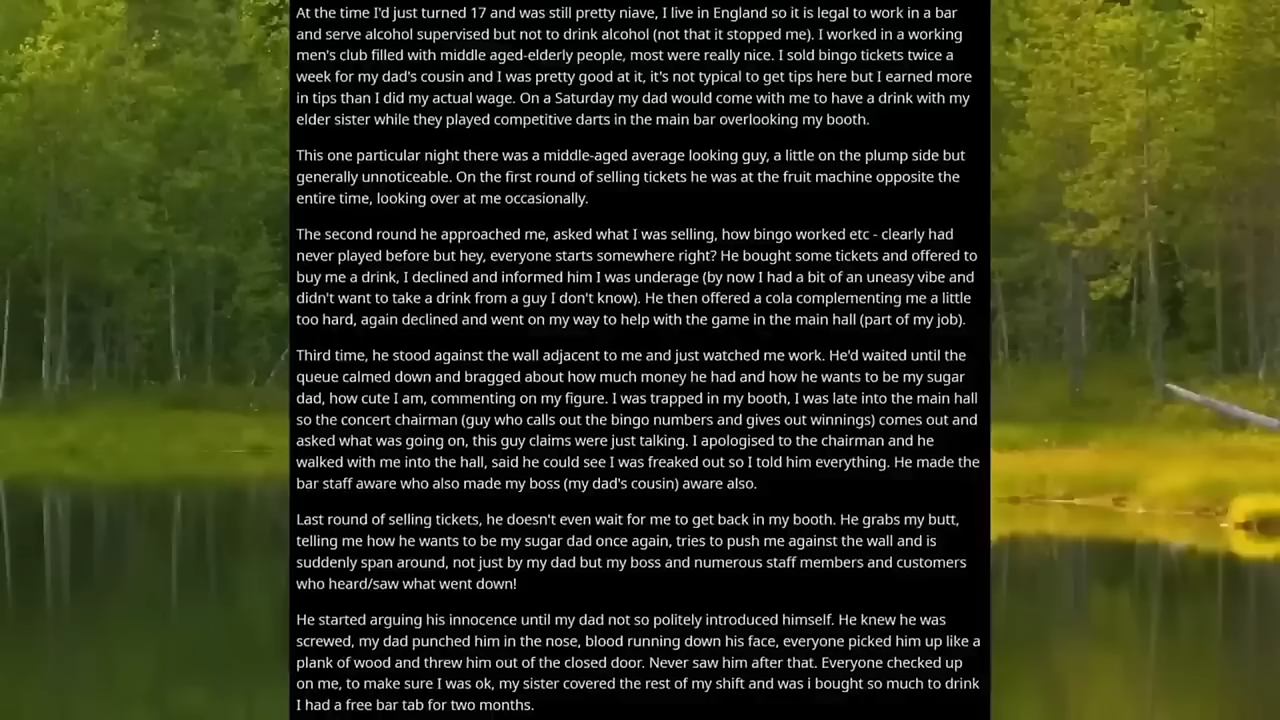 At the time I'd just turned 17 and was still pretty niave, I live in England so it is legal to work in a bar
and serve alcohol supervised but not to drink alcohol (not that it stopped me). I worked in a working
men's club filled with middle aged-elderly people, most were really nice. I sold bingo tickets twice a
week for my dad's cousin and I was pretty good at it, it's not typical to get tips here but I earned more
in tips than I did my actual wage. On a Saturday my dad would come with me to have a drink with my
elder sister while they played competitive darts in the main bar overlooking my booth.
This one particular night there was a middle-aged average looking guy, a little on the plump side but
generally unnoticeable. On the first round of selling tickets he was at the fruit machine opposite the
entire time, looking over at me occasionally.
The second round he approached me, asked what I was selling, how bingo worked etc - clearly had
never played before but hey, everyone starts somewhere right? He bought some tickets and offered to
buy me a drink, I declined and informed him I was underage (by now I had a bit of an uneasy vibe and
didn't want to take a drink from a guy I don't know). He then offered a cola complementing me a little
too hard, again declined and went on my way to help with the game in the main hall (part of my job).
Third time, he stood against the wall adjacent to me and just watched me work. He'd waited until the
queue calmed down and bragged about how much money he had and how he wants to be my sugar
dad, how cute I am, commenting on my figure. I was trapped in my booth, I was late into the main hall
so the concert chairman (guy who calls out the bingo numbers and gives out winnings) comes out and
asked what was going on, this guy claims were just talking. I apologised to the chairman and he
walked with me into the hall, said he could see I was freaked out so I told him everything. He made the
bar staff aware who also made my boss (my dad's cousin) aware also.
Last round of selling tickets, he doesn't even wait for me to get back in my booth. He grabs my butt,
telling me how he wants to be my sugar dad once again, tries to push me against the wall and is
suddenly span around, not just by my dad but my boss and numerous staff members and customers
who heard/saw what went down!
He started arguing his innocence until my dad not so politely introduced himself. He knew he was
screwed, my dad punched him in the nose, blood running down his face, everyone picked him up like a
plank of wood and threw him out of the closed door. Never saw him after that. Everyone checked up
on me, to make sure I was ok, my sister covered the rest of my shift and was i bought so much to drink
I had a free bar tab for two months.